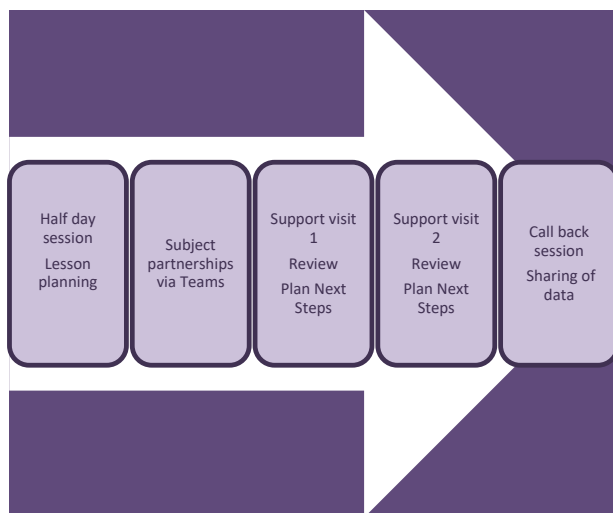 Half day
session
Lesson
planning
Subject
partnerships
via Teams
Support visit
1
Review
Plan Next
Steps
Support visit
2
Review
Plan Next
Steps
Call back
session
Sharing of
data